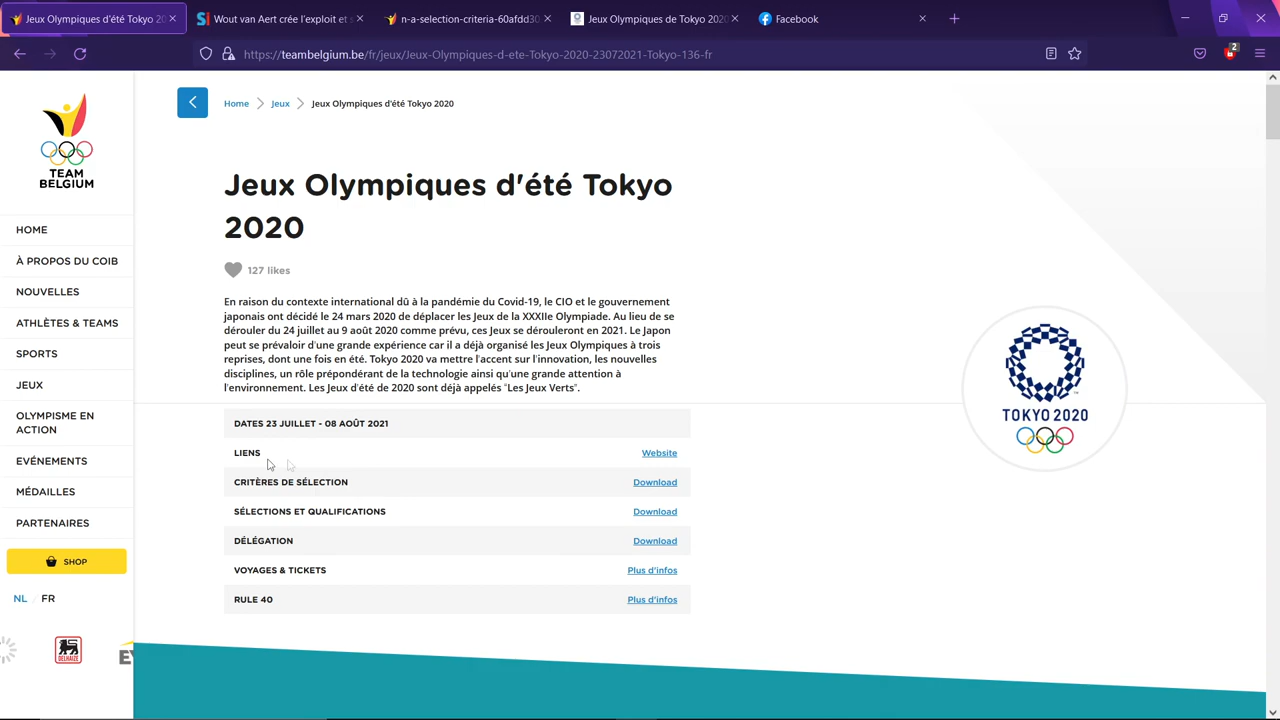 Jeux Olympiques d'été Tokyo 20
Wout van Aert crée l'exploit et s
n-a-selection-criteria-60afdd30
Jeux Olympiques de Tokyo 2020
Facebook
2
https://teambelgium.be/fr/jeux/Jeux-Olympiques-d-ete-Tokyo-2020-23072021-Tokyo-136-fr
TEAM
BELGIUM
HOME
À PROPOS DU COIB
NOUVELLES
ATHLÈTES & TEAMS
SPORTS
JEUX
OLYMPISME EN
ACTION
EVÉNEMENTS
MÉDAILLES
PARTENAIRES
SHOP
NL / FR
DELHAIZE
EY
Home > Jeux > Jeux Olympiques d'été Tokyo 2020
Jeux Olympiques d'été Tokyo
2020
127 likes
En raison du contexte international dû à la pandémie du Covid-19, le CIO et le gouvernement
japonais ont décidé le 24 mars 2020 de déplacer les Jeux de la XXXIIe Olympiade. Au lieu de se
dérouler du 24 juillet au 9 août 2020 comme prévu, ces Jeux se dérouleront en 2021. Le Japon
peut se prévaloir d'une grande expérience car il a déjà organisé les Jeux Olympiques à trois
reprises, dont une fois en été. Tokyo 2020 va mettre l'accent sur l'innovation, les nouvelles
disciplines, un rôle prépondérant de la technologie ainsi qu'une grande attention à
l'environnement. Les Jeux d'été de 2020 sont déjà appelés "Les Jeux Verts".
DATES 23 JUILLET - 08 AOÛT 2021
LIENS Website
CRITÈRES DE SÉLECTION Download
SÉLECTIONS ET QUALIFICATIONS Download
DÉLÉGATION Download
VOYAGES & TICKETS Plus d'infos
RULE 40 Plus d'infos
TOKYO 2020